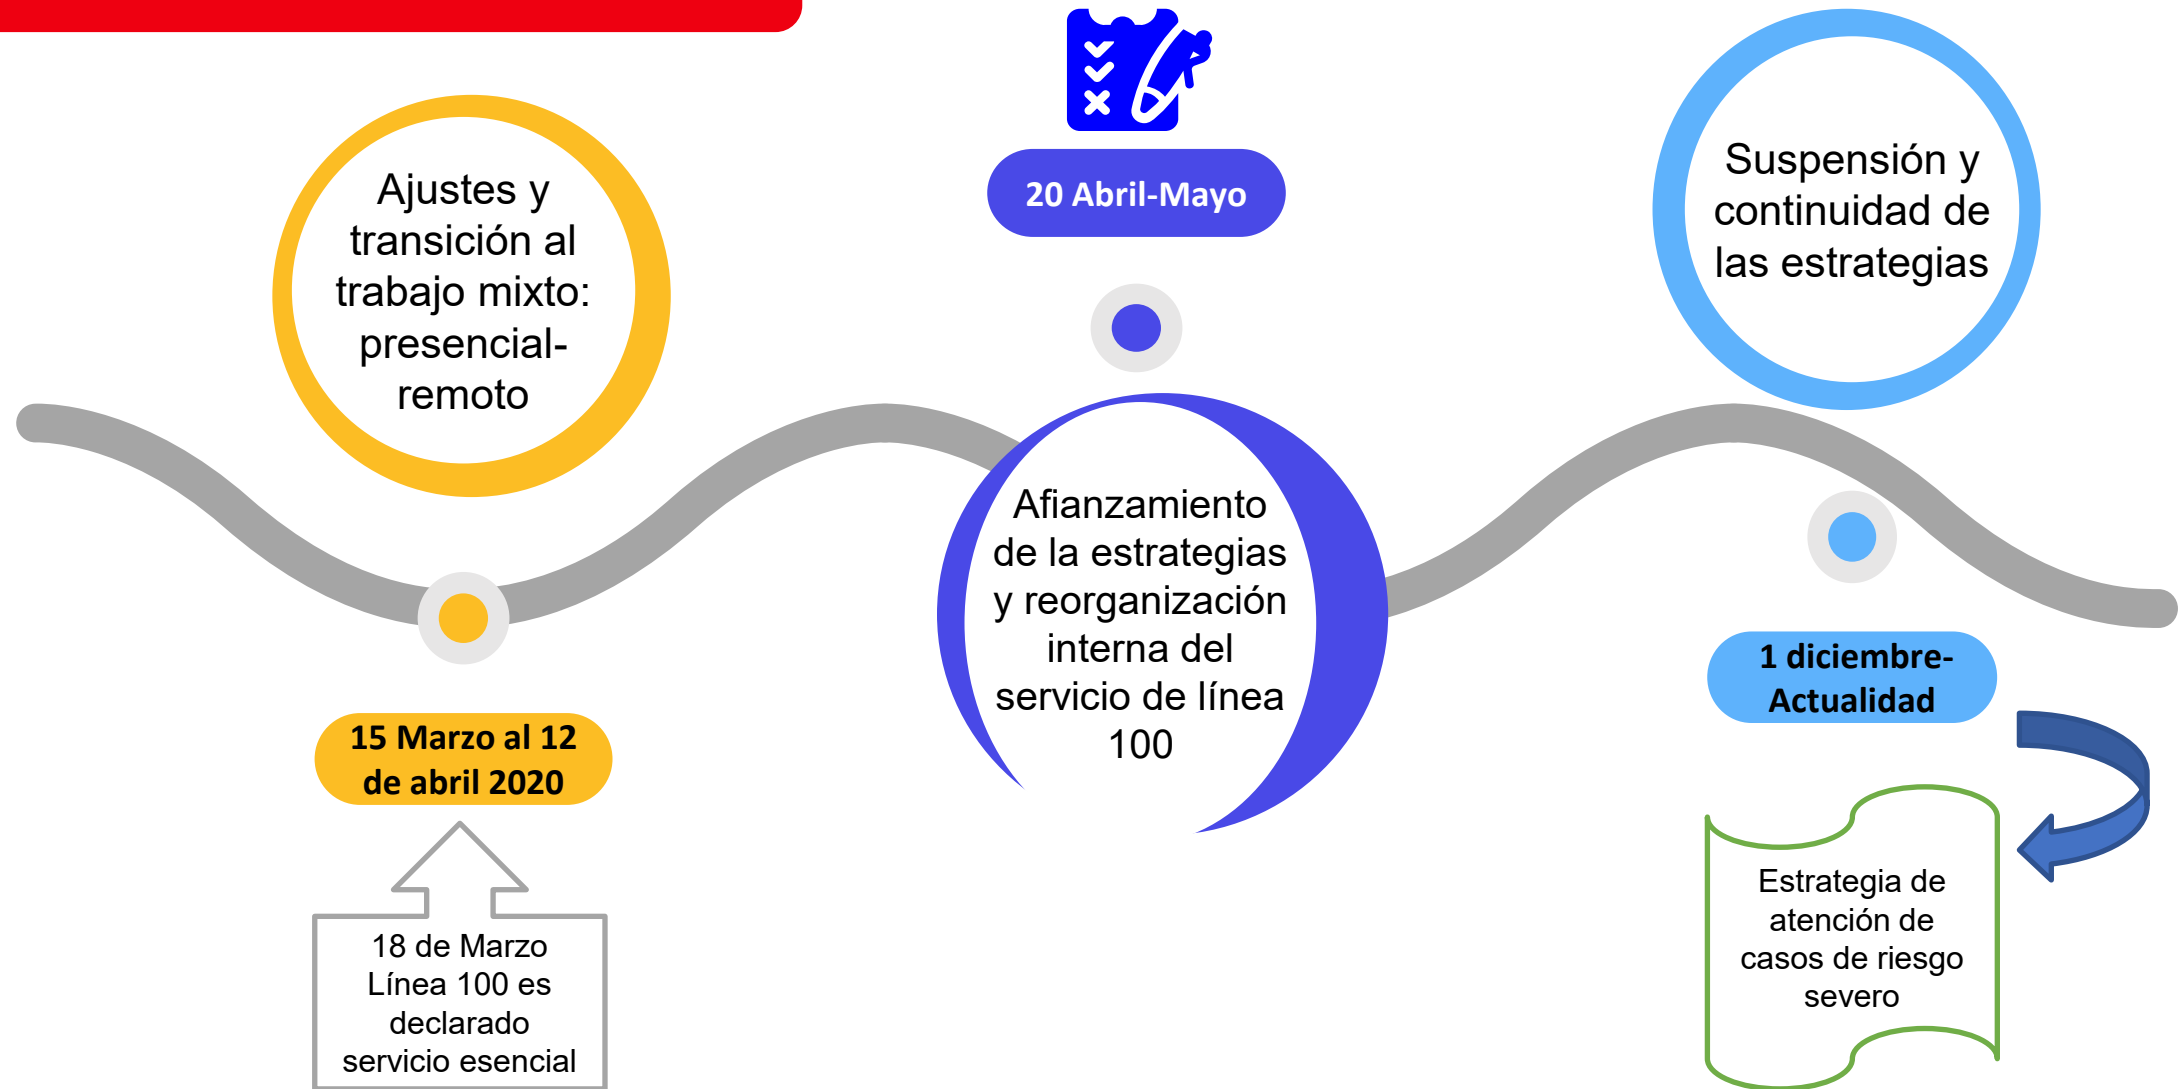 Ajustes y
transición al
trabajo mixto:
presencial-
remoto
15 Marzo al 12
de abril 2020
18 de Marzo
Línea 100 es
declarado
servicio esencial
20 Abril-Mayo
Afianzamiento
de la estrategias
y reorganización
interna del
servicio de línea
100
Suspensión y
continuidad de
las estrategias
1 diciembre-
Actualidad
Estrategia de
atención de
casos de riesgo
severo